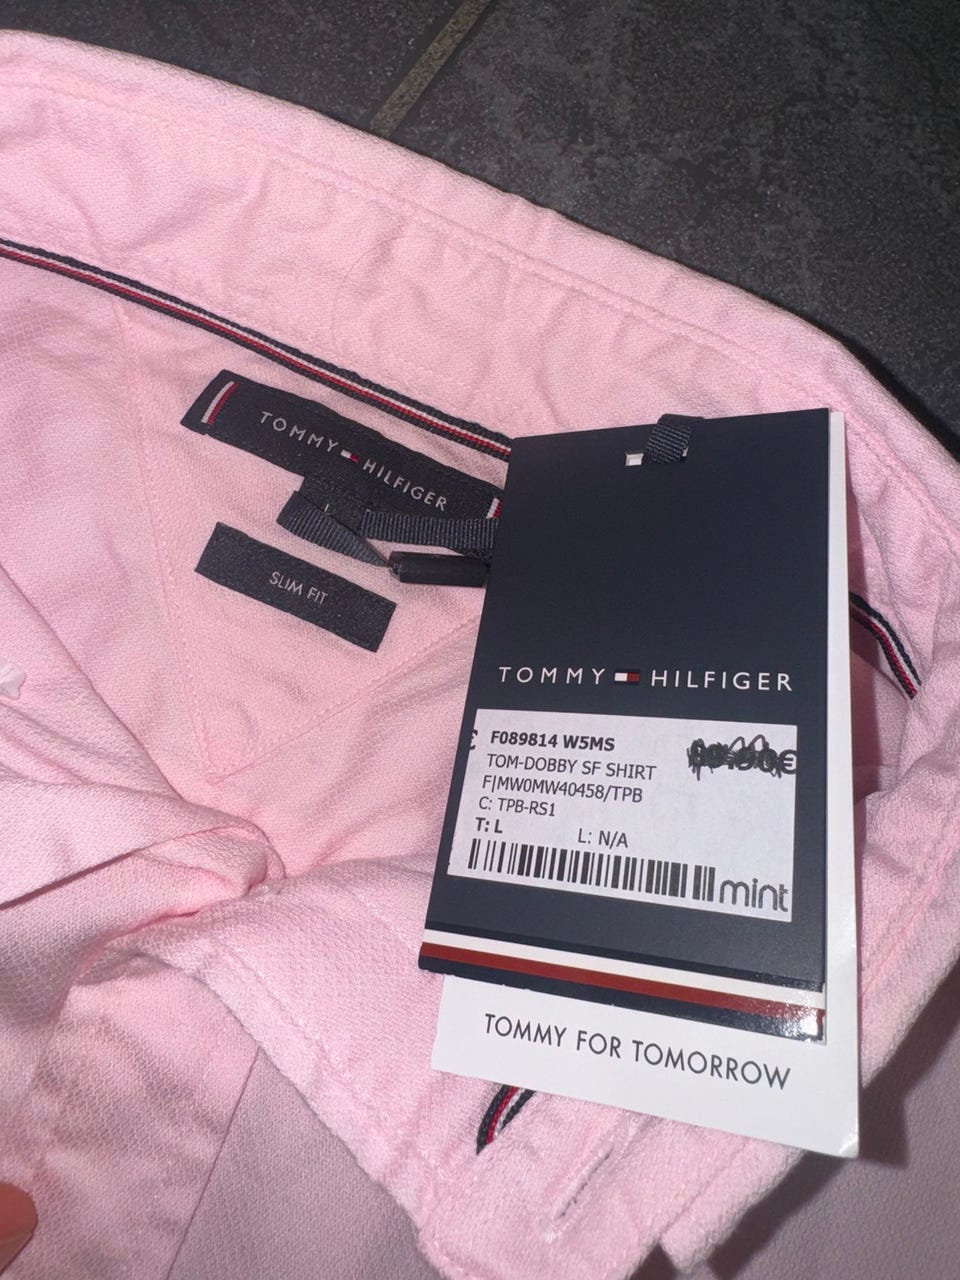 TOMMY HILFIGER
L
SLIM FIT
TOMMY HILFIGER
F089814 W5MS
TOM-DOBBY SF SHIRT
F|MW0MW40458/TPB
C: TPB-RS1
T: L L: N/A
mint
TOMMY FOR TOMORROW